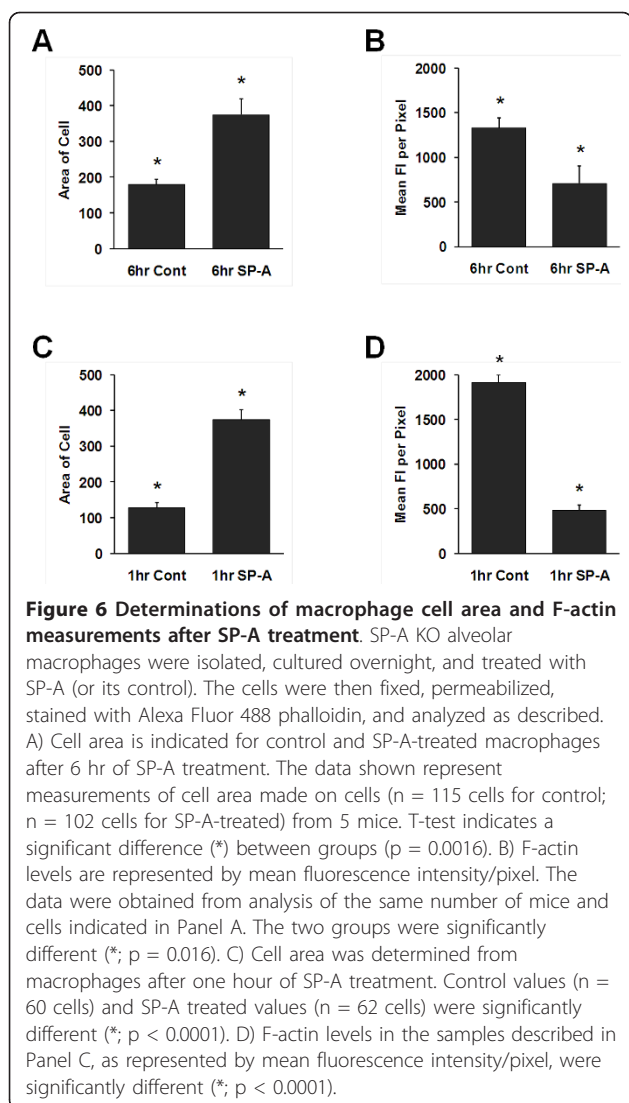 A
B
500
400
300
200
100
0
Area of Cell
*
*
6hr Cont
6hr SP-A
2000
1500
1000
500
0
Mean FI per Pixel
*
*
6hr Cont
6hr SP-A
C
D
500
400
300
200
100
0
Area of Cell
*
*
1hr Cont
1hr SP-A
2000
1500
1000
500
0
Mean FI per Pixel
*
*
1hr Cont
1hr SP-A
Figure 6 Determinations of macrophage cell area and F-actin
measurements after SP-A treatment. SP-A KO alveolar
macrophages were isolated, cultured overnight, and treated with
SP-A (or its control). The cells were then fixed, permeabilized,
stained with Alexa Fluor 488 phalloidin, and analyzed as described.
A) Cell area is indicated for control and SP-A-treated macrophages
after 6 hr of SP-A treatment. The data shown represent
measurements of cell area made on cells (n = 115 cells for control;
n = 102 cells for SP-A-treated) from 5 mice. T-test indicates a
significant difference (*) between groups (p = 0.0016). B) F-actin
levels are represented by mean fluorescence intensity/pixel. The
data were obtained from analysis of the same number of mice and
cells indicated in Panel A. The two groups were significantly
different (*; p = 0.016). C) Cell area was determined from
macrophages after one hour of SP-A treatment. Control values (n =
60 cells) and SP-A treated values (n = 62 cells) were significantly
different (*; p < 0.0001). D) F-actin levels in the samples described in
Panel C, as represented by mean fluorescence intensity/pixel, were
significantly different (*; p < 0.0001).